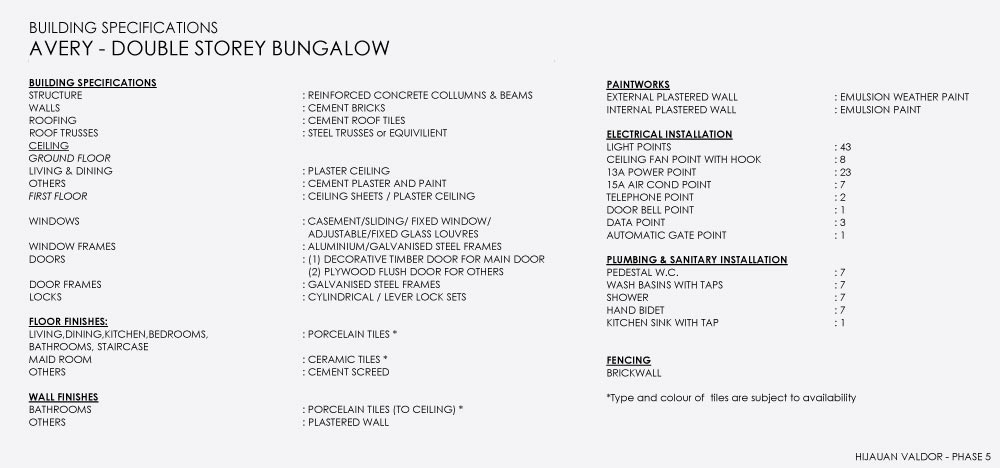 BUILDING SPECIFICATIONS
AVERY - DOUBLE STOREY BUNGALOW
BUILDING SPECIFICATIONS
STRUCTURE : REINFORCED CONCRETE COLLUMNS & BEAMS
WALLS : CEMENT BRICKS
ROOFING : CEMENT ROOF TILES
ROOF TRUSSES : STEEL TRUSSES or EQUIVILIENT
CEILING
GROUND FLOOR
LIVING & DINING : PLASTER CEILING
OTHERS : CEMENT PLASTER AND PAINT
FIRST FLOOR : CEILING SHEETS / PLASTER CEILING
WINDOWS : CASEMENT/SLIDING/ FIXED WINDOW/
ADJUSTABLE/FIXED GLASS LOUVRES
WINDOW FRAMES : ALUMINIUM/GALVANISED STEEL FRAMES
DOORS : (1) DECORATIVE TIMBER DOOR FOR MAIN DOOR
(2) PLYWOOD FLUSH DOOR FOR OTHERS
DOOR FRAMES : GALVANISED STEEL FRAMES
LOCKS : CYLINDRICAL / LEVER LOCK SETS
FLOOR FINISHES:
LIVING,DINING,KITCHEN,BEDROOMS, : PORCELAIN TILES *
BATHROOMS, STAIRCASE
MAID ROOM : CERAMIC TILES *
OTHERS : CEMENT SCREED
WALL FINISHES
BATHROOMS : PORCELAIN TILES (TO CEILING) *
OTHERS : PLASTERED WALL
PAINTWORKS
EXTERNAL PLASTERED WALL : EMULSION WEATHER PAINT
INTERNAL PLASTERED WALL : EMULSION PAINT
ELECTRICAL INSTALLATION
LIGHT POINTS : 43
CEILING FAN POINT WITH HOOK : 8
13A POWER POINT : 23
15A AIR COND POINT : 7
TELEPHONE POINT : 2
DOOR BELL POINT : 1
DATA POINT : 3
AUTOMATIC GATE POINT : 1
PLUMBING & SANITARY INSTALLATION
PEDESTAL W.C. : 7
WASH BASINS WITH TAPS : 7
SHOWER : 7
HAND BIDET : 7
KITCHEN SINK WITH TAP : 1
FENCING
BRICKWALL
*Type and colour of tiles are subject to availability
HIJAUAN VALDOR - PHASE 5